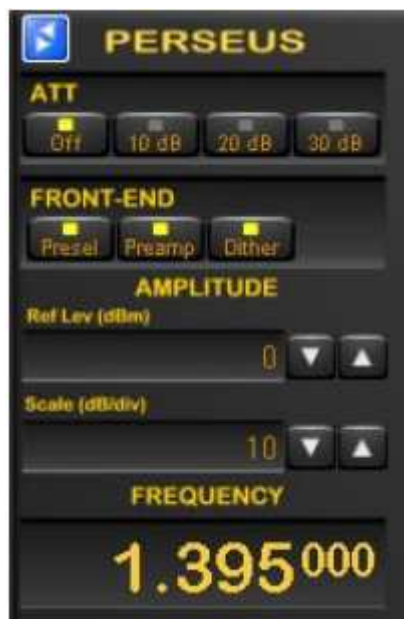 PERSEUS
ATT
Off 10 dB 20 dB 30 dB
FRONT-END
Presel Preamp Dither
AMPLITUDE
Ref Lev (dBm)
0
Scale (dB/div)
10
FREQUENCY
1.395000